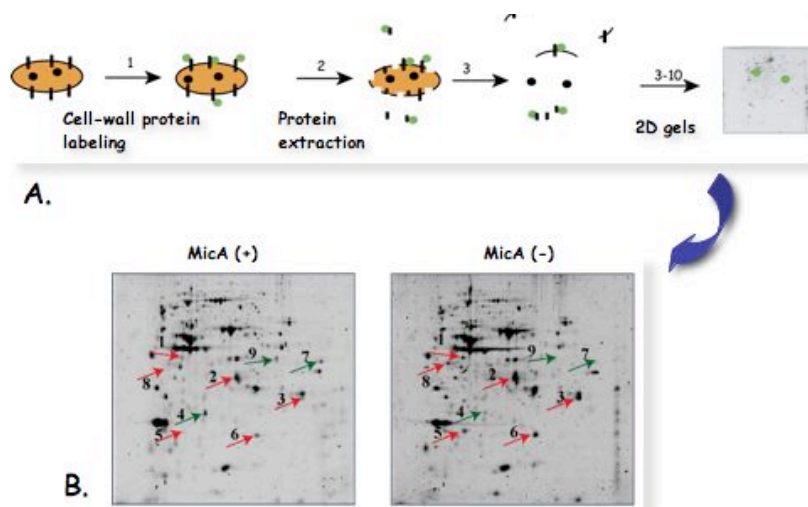 1
2
3
3-10
Cell-wall protein
labeling
Protein
extraction
2D gels
A.
MicA (+)
MicA (-)
1
9
7
8
2
3
4
5
6
1
9
7
8
2
3
4
5
6
B.